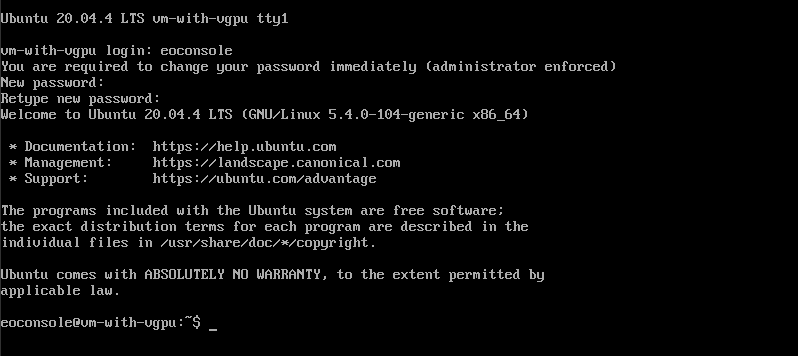 Ubuntu 20.04.4 LTS vm-with-vgpu tty1
vm-with-vgpu login: eoconsole
You are required to change your password immediately (administrator enforced)
New password:
Retype new password:
Welcome to Ubuntu 20.04.4 LTS (GNU/Linux 5.4.0-104-generic x86_64)
* Documentation:  https://help.ubuntu.com
* Management:     https://landscape.canonical.com
* Support:        https://ubuntu.com/advantage
The programs included with the Ubuntu system are free software;
the exact distribution terms for each program are described in the
individual files in /usr/share/doc/*/copyright.
Ubuntu comes with ABSOLUTELY NO WARRANTY, to the extent permitted by
applicable law.
eoconsole@vm-with-vgpu:~$ _